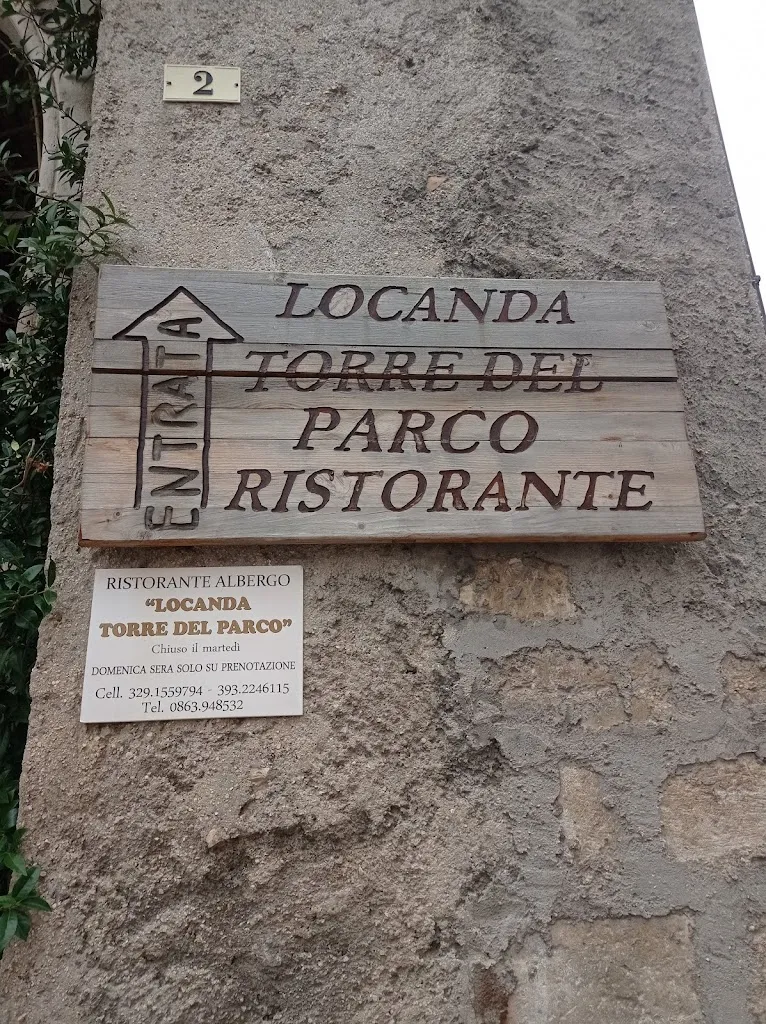 2
LOCANDA
TORRE DEL
PARCO
RISTORANTE
ENTRATA
RISTORANTE ALBERGO
“LOCANDA
TORRE DEL PARCO”
Chiuso il martedì
DOMENICA SERA SOLO SU PRENOTAZIONE
Cell. 329.1559794 - 393.2246115
Tel. 0863.948532